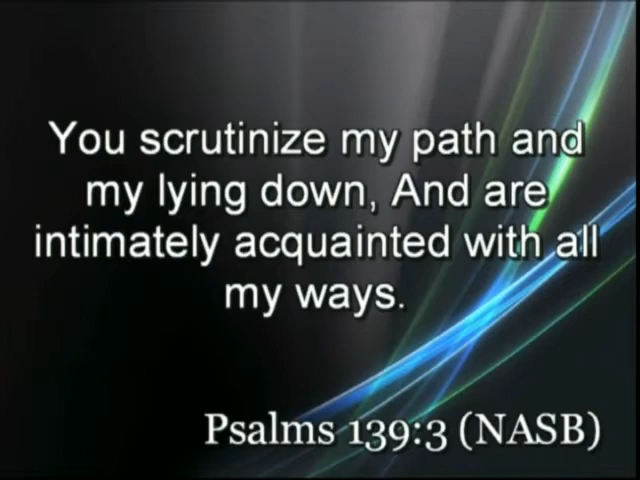 You scrutinize my path and
my lying down, And are
intimately acquainted with all
my ways.
Psalms 139:3 (NASB)